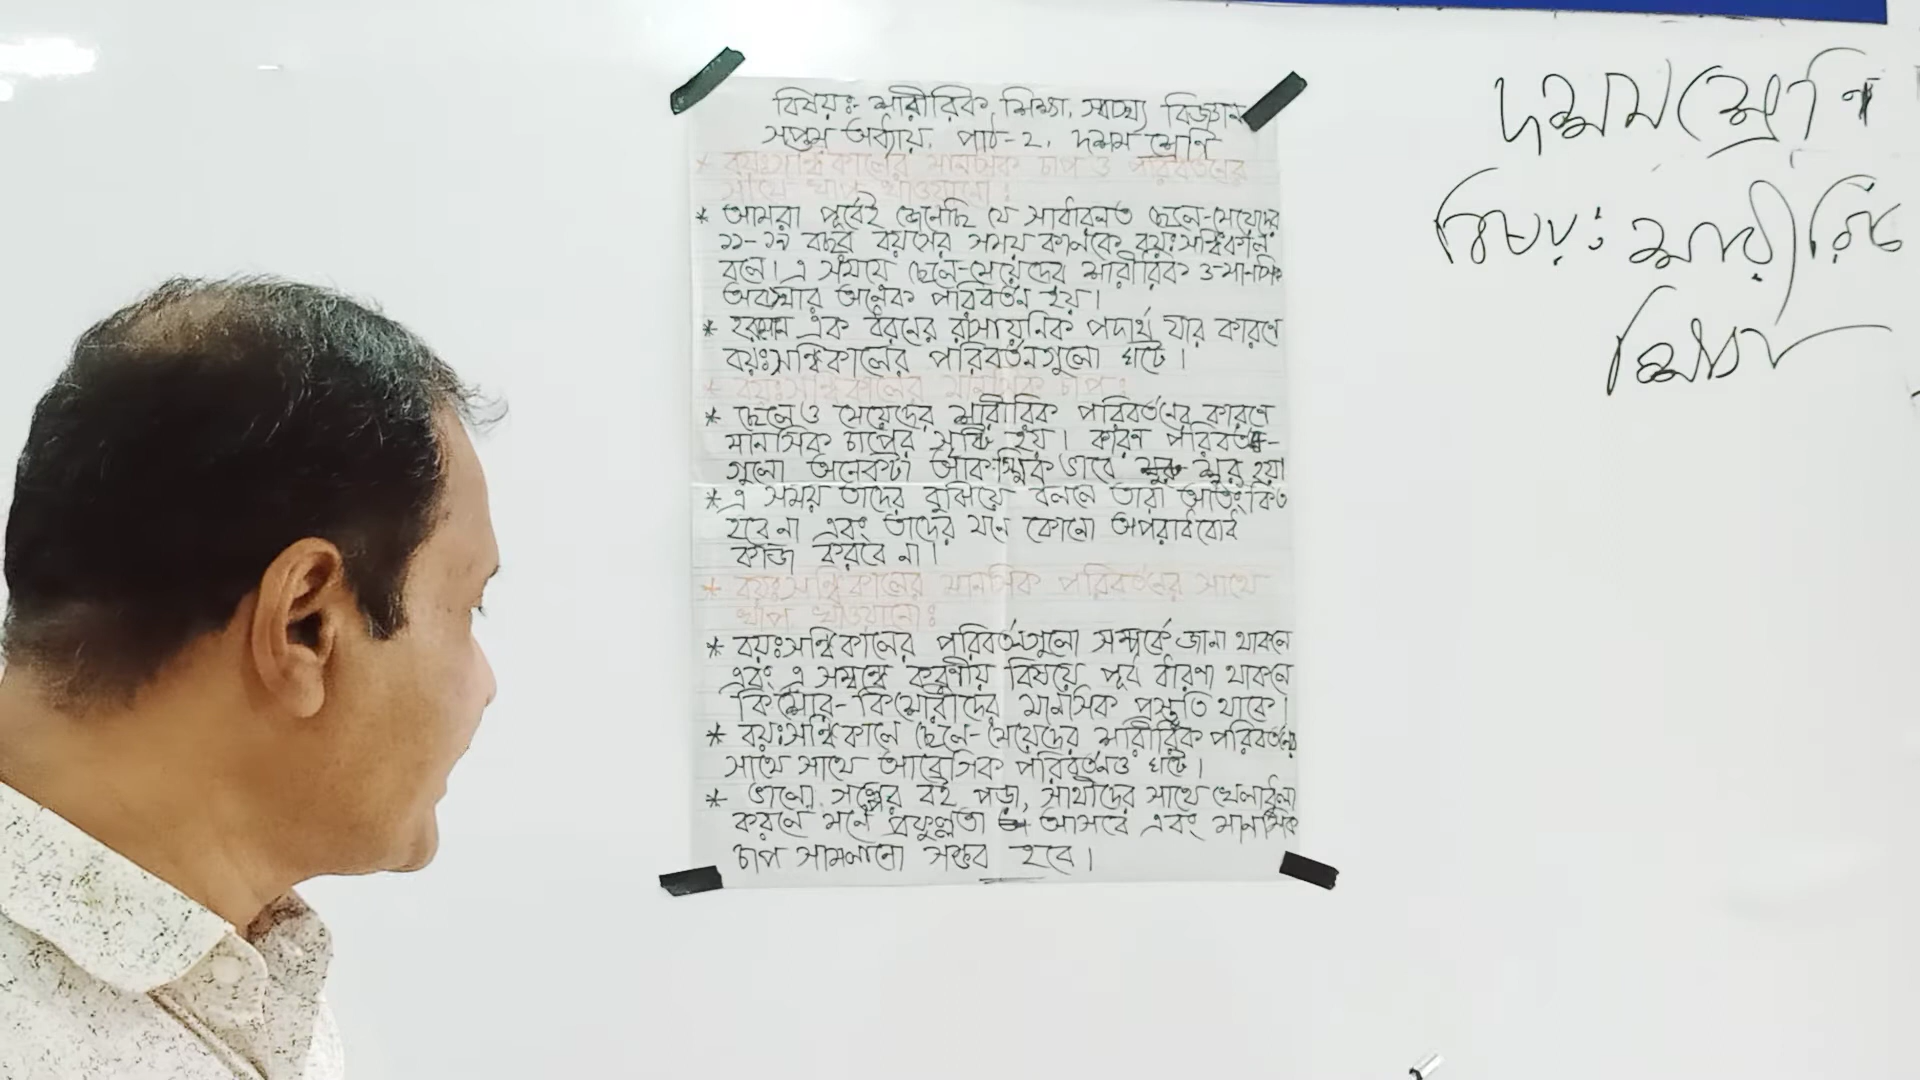 বিষয়ঃ- শারীরিক, শিক্ষা, স্বাস্থ্য বিজ্ঞান
সপ্তম অধ্যায়, পাঠ-২, দশম শ্রেণি
* বয়ঃসন্ধিকালের মানসিক চাপ ও পরিবর্তনের
সাথে খাপ খাওয়ানো:
* আমরা পূর্বেই জেনেছি যে সাধারনত ছেলে-মেয়েদের
১১-১৯ বছর বয়সের সময় কালকে বয়ঃসন্ধিকাল
বলে। এ সময়ে ছেলে-মেয়েদের শারীরিক ও মানসিক
অবস্থার অনেক পরিবর্তন হয়।
* হরমোন এক ধরনের রাসায়নিক পদার্থ যার কারণে
বয়ঃসন্ধিকালের পরিবর্তনগুলো ঘটে।
* বয়ঃসন্ধিকালের মানসিক চাপ:
* ছেলে ও মেয়েদের শারীরিক পরিবর্তনের কারণে
মানসিক চাপের সৃষ্টি হয়। কারণ পরিবর্তন-
গুলো অনেকটা আকস্মিক ভাবে শুরু হয়।
* এ সময় তাদের বুঝিয়ে বললে তারা আতংকিত
হবে না এবং তাদের মনে কোনো অপরাধবোধ
কাজ করবে না।
* বয়ঃসন্ধিকালের মানসিক পরিবর্তনের সাথে
খাপ খাওয়ানো:
* বয়ঃসন্ধিকালের পরিবর্তনগুলো সম্পর্কে জানা থাকলে
এবং এ সম্বন্ধে করণীয় বিষয়ে পূর্ব ধারণা থাকলে
কিশোর-কিশোরীদের মানসিক প্রস্তুতি থাকে।
* বয়ঃসন্ধিকালে ছেলে-মেয়েদের শারীরিক পরিবর্তনের
সাথে সাথে আবেগিক পরিবর্তনও ঘটে।
* ভালো গল্পের বই পড়া, সাথীদের সাথে খেলাধুলা
করলে মনে প্রফুল্লতা আসবে এবং মানসিক
চাপ সামলানো সম্ভব হবে।
দশম শ্রেণি
বিষয়: শারীরিক
শিক্ষা